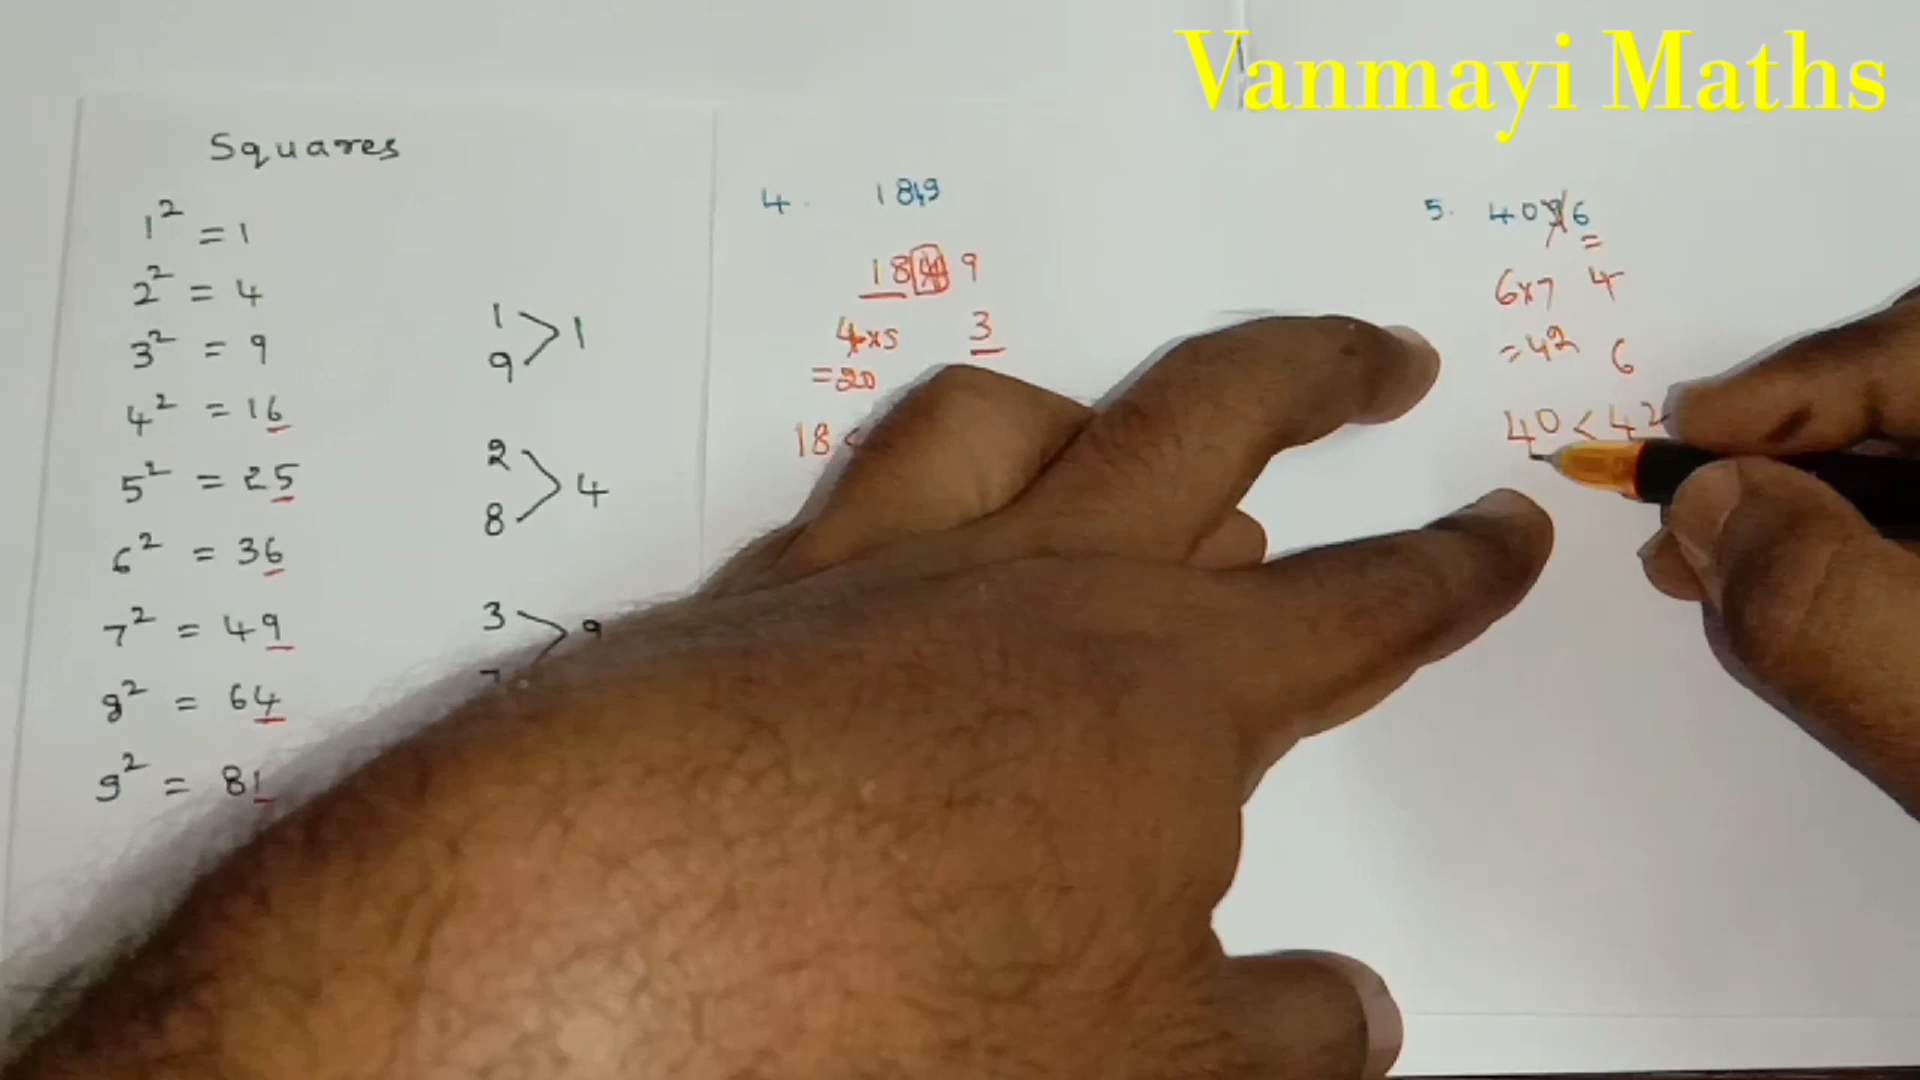 Vanmayi Maths
Squares
1² = 1
2² = 4
3² = 9
4² = 16
5² = 25
6² = 36
7² = 49
8² = 64
9² = 81
1
9 > 1
2
8 > 4
3
9
4. 1849
1849
4x5 3
=20
18 <
5. 4096
6x7 4
=42 6
40 < 42